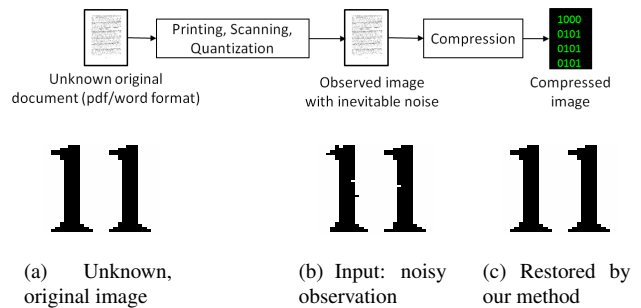 Printing, Scanning,
Quantization
Compression
1000
0101
0101
0101
Unknown original
document (pdf/word format)
Observed image
with inevitable noise
Compressed
image
11
11
11
(a) Unknown,
original image
(b) Input: noisy
observation
(c) Restored by
our method